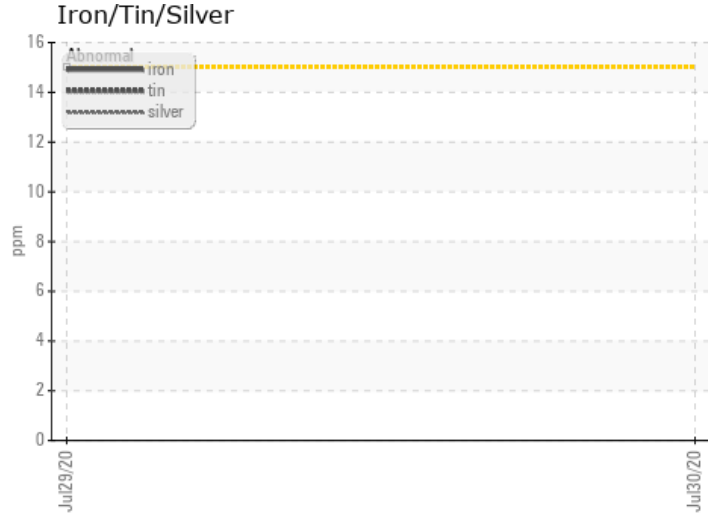 Iron/Tin/Silver
16
14
12
10
8
6
4
2
0
ppm
Abnormal
iron
tin
silver
Jul29/20
Jul30/20